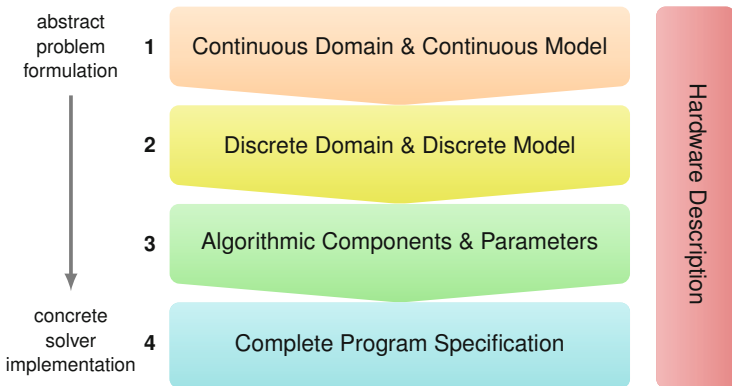 abstract
problem
formulation
1 Continuous Domain & Continuous Model
2 Discrete Domain & Discrete Model
3 Algorithmic Components & Parameters
concrete
solver
implementation
4 Complete Program Specification
Hardware Description